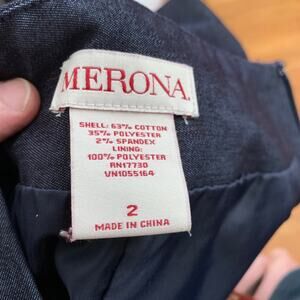 MERONA.
SHELL: 63% COTTON
35% POLYESTER
2% SPANDEX
LINING:
100% POLYESTER
RN17730
VN1055164
2
MADE IN CHINA